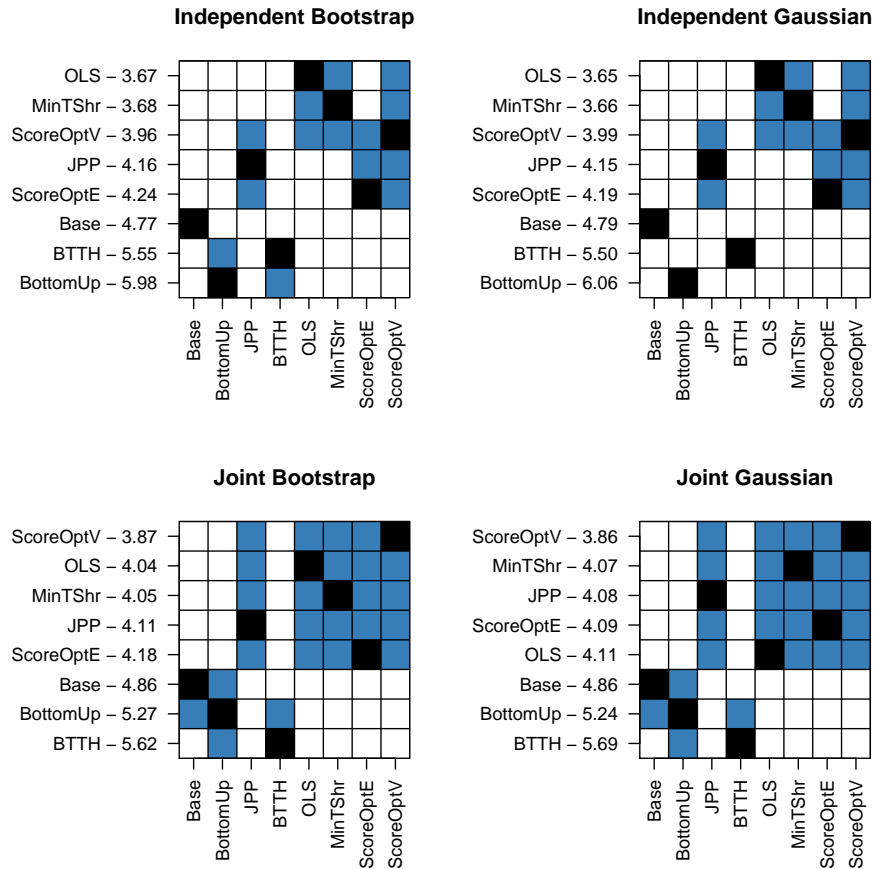 Independent Bootstrap
OLS − 3.67
MinTShr − 3.68
ScoreOptV − 3.96
JPP − 4.16
ScoreOptE − 4.24
Base − 4.77
BTTH − 5.55
BottomUp − 5.98
Base
BottomUp
JPP
BTTH
OLS
MinTShr
ScoreOptE
ScoreOptV
Independent Gaussian
OLS − 3.65
MinTShr − 3.66
ScoreOptV − 3.99
JPP − 4.15
ScoreOptE − 4.19
Base − 4.79
BTTH − 5.50
BottomUp − 6.06
Base
BottomUp
JPP
BTTH
OLS
MinTShr
ScoreOptE
ScoreOptV
Joint Bootstrap
ScoreOptV − 3.87
OLS − 4.04
MinTShr − 4.05
JPP − 4.11
ScoreOptE − 4.18
Base − 4.86
BottomUp − 5.27
BTTH − 5.62
Base
BottomUp
JPP
BTTH
OLS
MinTShr
ScoreOptE
ScoreOptV
Joint Gaussian
ScoreOptV − 3.86
MinTShr − 4.07
JPP − 4.08
ScoreOptE − 4.09
OLS − 4.11
Base − 4.86
BottomUp − 5.24
BTTH − 5.69
Base
BottomUp
JPP
BTTH
OLS
MinTShr
ScoreOptE
ScoreOptV